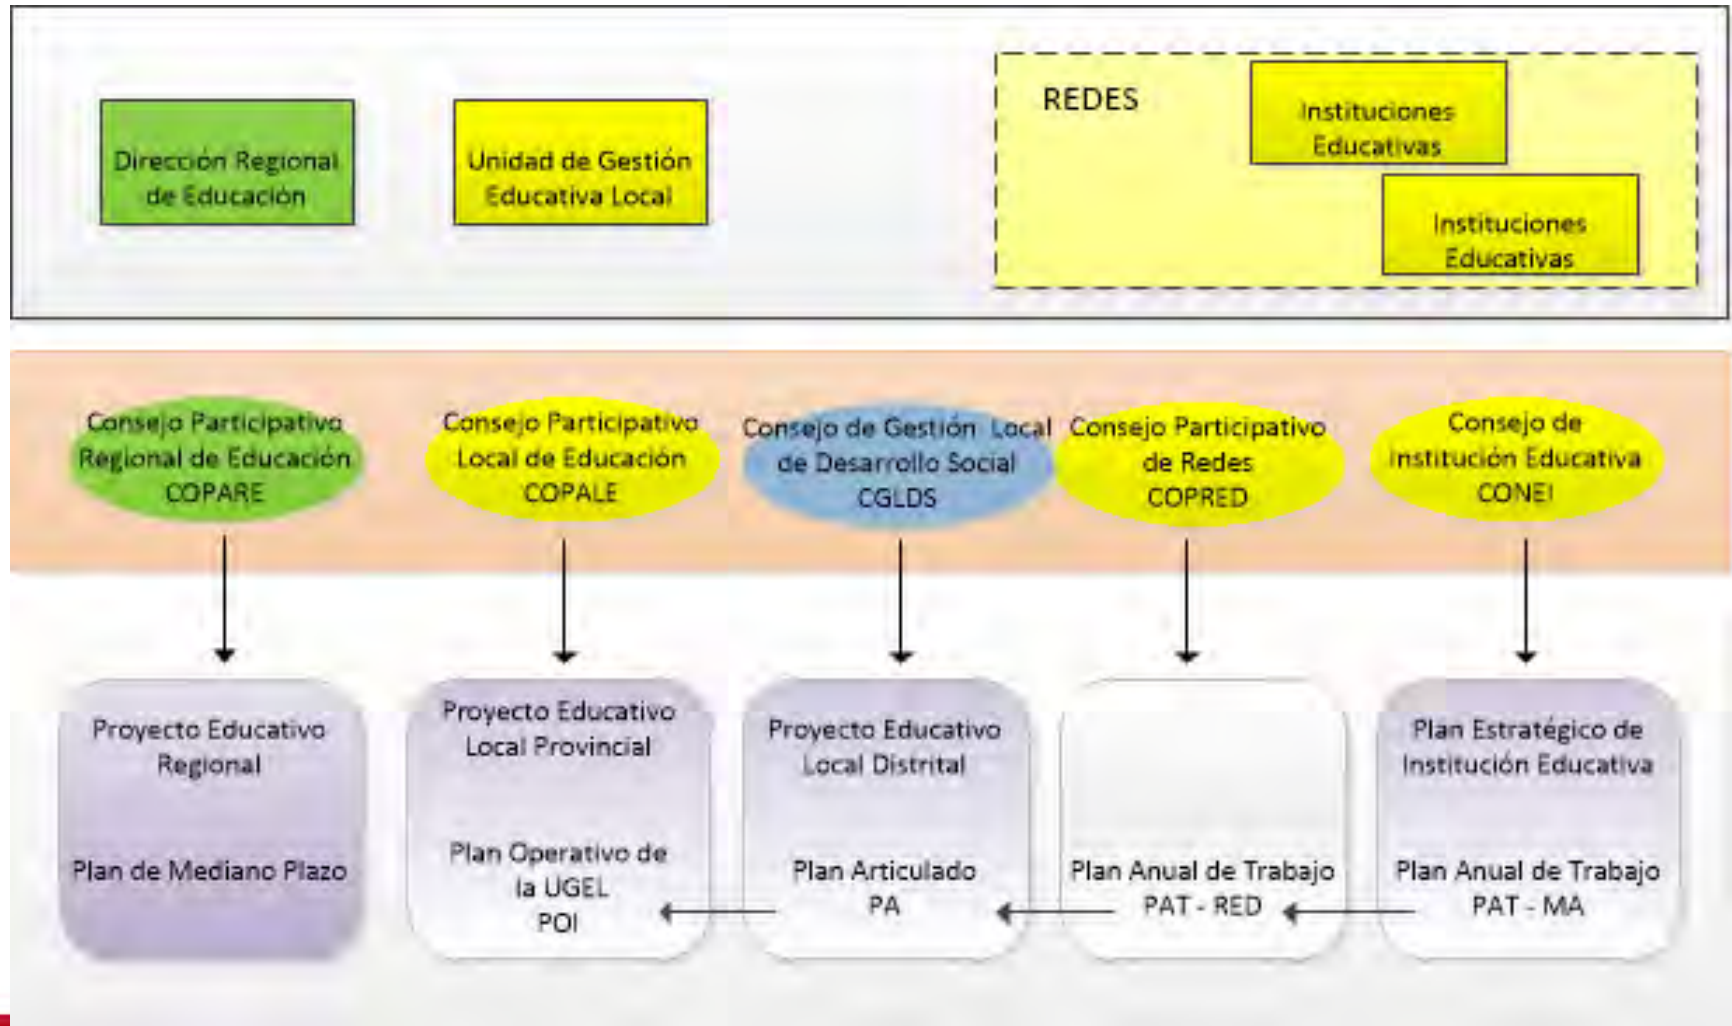 Dirección Regional
de Educación
Unidad de Gestión
Educativa Local
REDES
Instituciones
Educativas
Instituciones
Educativas
Consejo Participativo
Regional de Educación
COPARE
Consejo Participativo
Local de Educación
COPALE
Consejo de Gestión Local
de Desarrollo Social
CGLDS
Consejo Participativo
de Redes
COPRED
Consejo de
Institución Educativa
CONEI
Proyecto Educativo
Regional
Plan de Mediano Plazo
Proyecto Educativo
Local Provincial
Plan Operativo de
la UGEL
POI
Proyecto Educativo
Local Distrital
Plan Articulado
PA
Plan Anual de Trabajo
PAT - RED
Plan Estratégico de
Institución Educativa
Plan Anual de Trabajo
PAT - MA